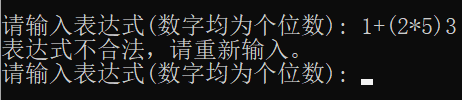 请输入表达式(数字均为个位数): 1+(2*5)3
表达式不合法, 请重新输入。
请输入表达式(数字均为个位数):